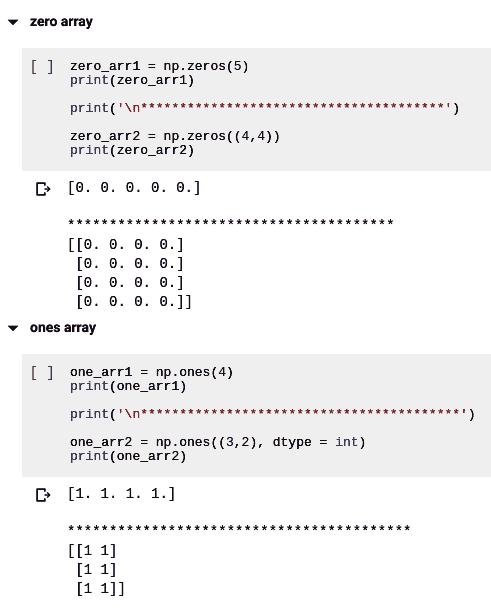 zero array
[ ] zero_arr1 = np.zeros(5)
print(zero_arr1)
print('\n***************************************')
zero_arr2 = np.zeros((4,4))
print(zero_arr2)
[0. 0. 0. 0. 0.]
***************************************
[[0. 0. 0. 0.]
[0. 0. 0. 0.]
[0. 0. 0. 0.]
[0. 0. 0. 0.]]
ones array
[ ] one_arr1 = np.ones(4)
print(one_arr1)
print('\n*****************************************')
one_arr2 = np.ones((3,2), dtype = int)
print(one_arr2)
[1. 1. 1. 1.]
*****************************************
[[1 1]
[1 1]
[1 1]]